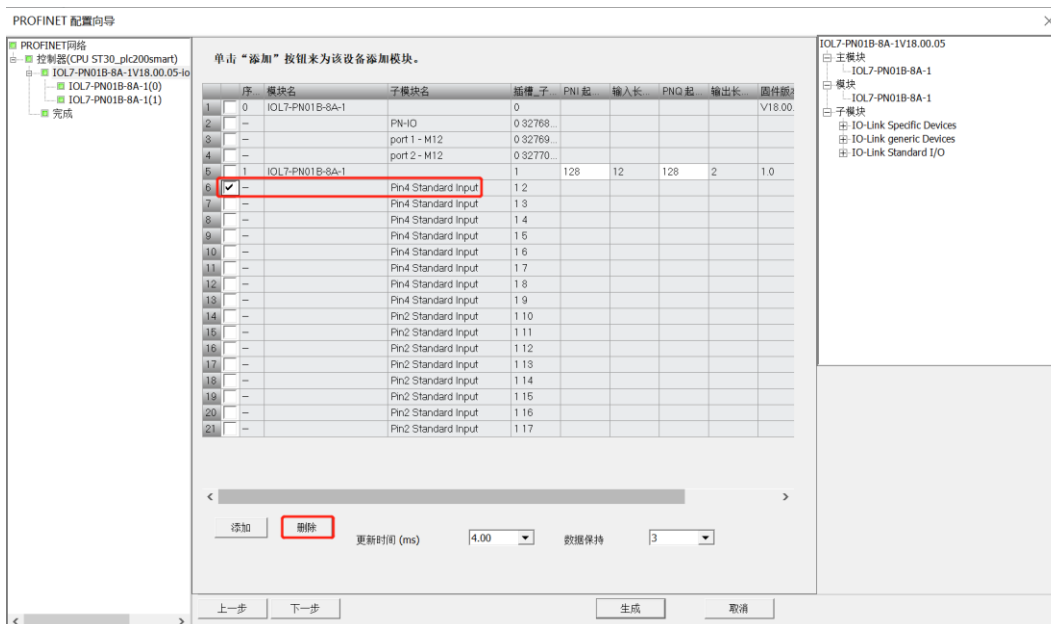 PROFINET 配置向导
PROFINET网络
控制器(CPU ST30_plc200smart)
IOL7-PN01B-8A-1V18.00.05-io
IOL7-PN01B-8A-1(0)
IOL7-PN01B-8A-1(1)
完成
单击“添加”按钮来为该设备添加模块。
序... 模块名 子模块名 插槽_子... PNI 起... 输入长... PNQ 起... 输出长... 固件版本
1 0 IOL7-PN01B-8A-1 0 V18.00.
2 – PN-IO 0 32768...
3 – port 1 - M12 0 32769...
4 – port 2 - M12 0 32770...
5 1 IOL7-PN01B-8A-1 1 128 12 128 2 1.0
6 – Pin4 Standard Input 1 2
7 – Pin4 Standard Input 1 3
8 – Pin4 Standard Input 1 4
9 – Pin4 Standard Input 1 5
10 – Pin4 Standard Input 1 6
11 – Pin4 Standard Input 1 7
12 – Pin4 Standard Input 1 8
13 – Pin4 Standard Input 1 9
14 – Pin2 Standard Input 1 10
15 – Pin2 Standard Input 1 11
16 – Pin2 Standard Input 1 12
17 – Pin2 Standard Input 1 13
18 – Pin2 Standard Input 1 14
19 – Pin2 Standard Input 1 15
20 – Pin2 Standard Input 1 16
21 – Pin2 Standard Input 1 17
添加 删除 更新时间 (ms) 4.00 数据保持 3
上一步 下一步 生成 取消
IOL7-PN01B-8A-1V18.00.05
主模块
IOL7-PN01B-8A-1
模块
IOL7-PN01B-8A-1
子模块
IO-Link Specific Devices
IO-Link generic Devices
IO-Link Standard I/O